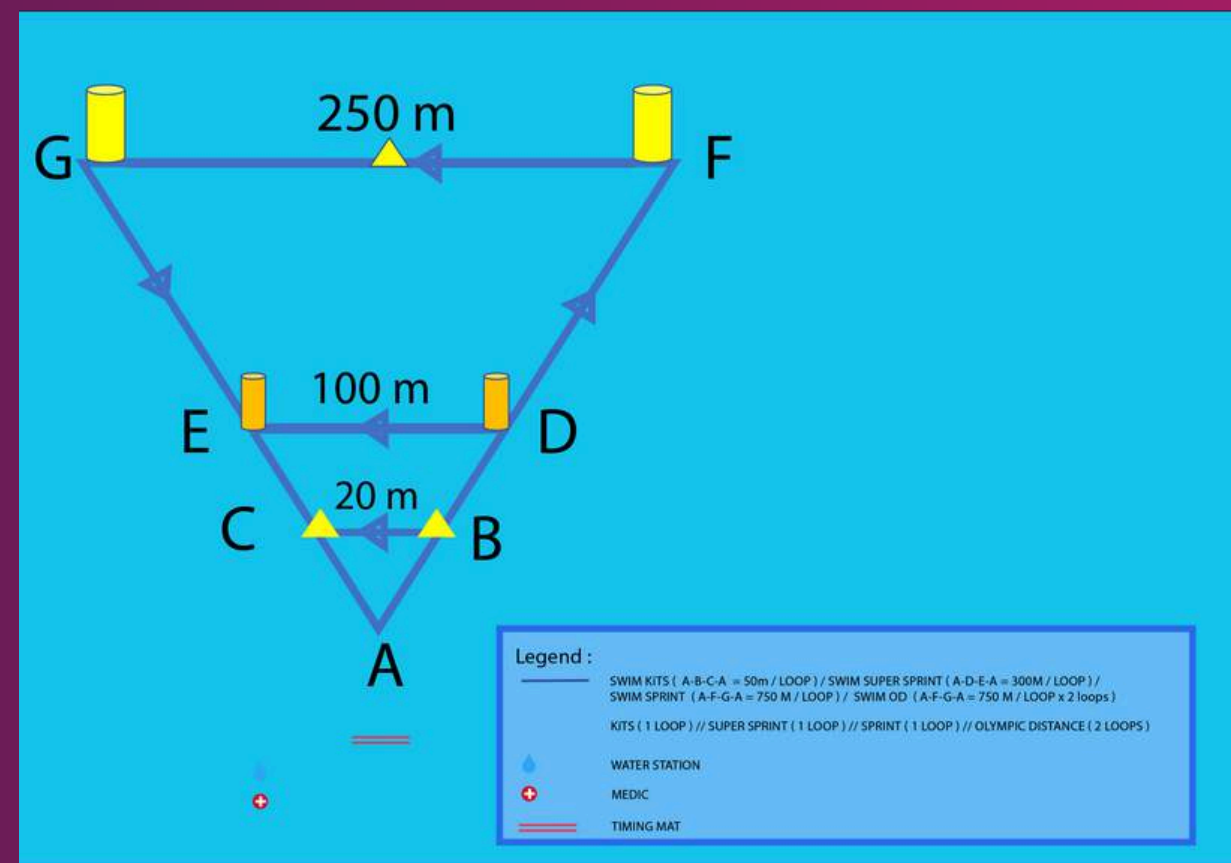 250 m
G
F
100 m
E
D
20 m
C
B
A
Legend :
SWIM KITS ( A-B-C-A = 50m / LOOP ) / SWIM SUPER SPRINT ( A-D-E-A = 300M / LOOP ) /
SWIM SPRINT ( A-F-G-A = 750 M / LOOP ) / SWIM OD ( A-F-G-A = 750 M / LOOP x 2 loops )
KITS ( 1 LOOP ) // SUPER SPRINT ( 1 LOOP ) // SPRINT ( 1 LOOP ) // OLYMPIC DISTANCE ( 2 LOOPS )
WATER STATION
MEDIC
TIMING MAT